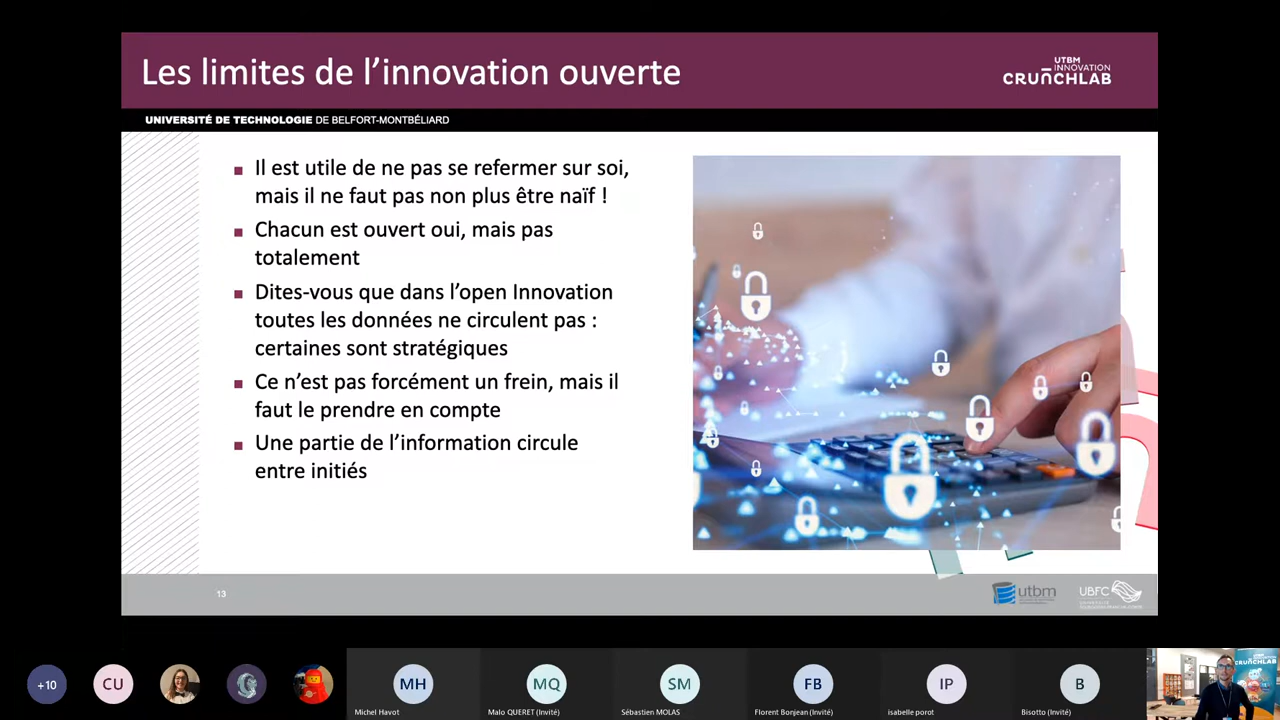 Les limites de l’innovation ouverte
UTBM
INNOVATION
CRUNCHLAB
UNIVERSITÉ DE TECHNOLOGIE DE BELFORT-MONTBÉLIARD
Il est utile de ne pas se refermer sur soi,
mais il ne faut pas non plus être naïf !
Chacun est ouvert oui, mais pas
totalement
Dites-vous que dans l’open Innovation
toutes les données ne circulent pas :
certaines sont stratégiques
Ce n’est pas forcément un frein, mais il
faut le prendre en compte
Une partie de l’information circule
entre initiés
13
utbm
UBFC
+10
CU
MH
Michel Havot
MQ
Malo QUERET (Invité)
SM
Sébastien MOLAS
FB
Florent Bonjean (Invité)
IP
isabelle porot
B
Bisotto (Invité)
CRUNCHLAB